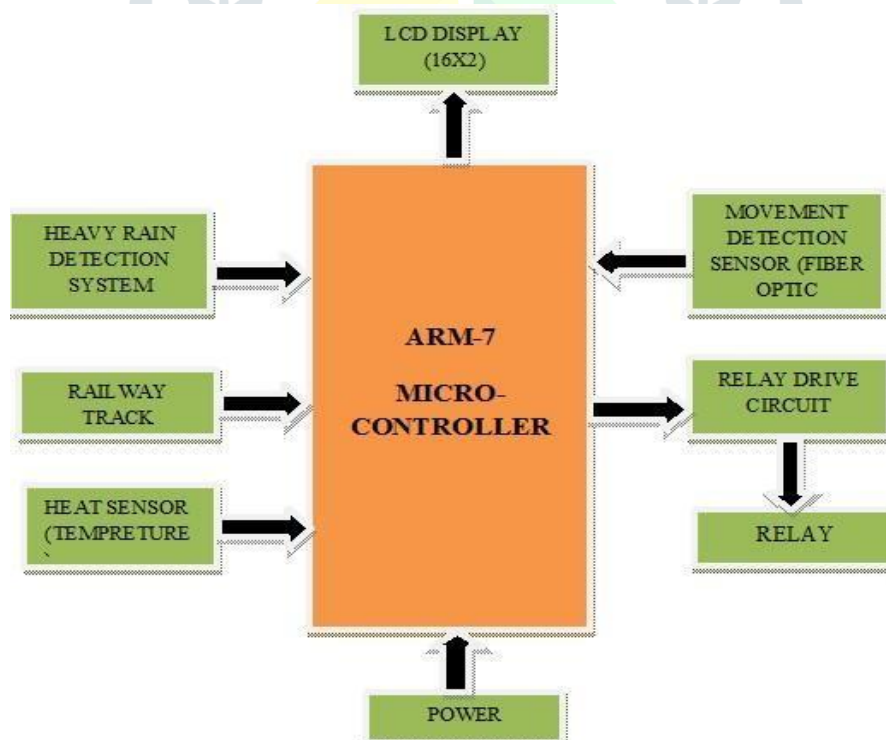 LCD DISPLAY
(16X2)
HEAVY RAIN
DETECTION
SYSTEM
MOVEMENT
DETECTION
SENSOR (FIBER
OPTIC
ARM-7
MICRO-
CONTROLLER
RAILWAY
TRACK
RELAY DRIVE
CIRCUIT
HEAT SENSOR
(TEMPRETURE
RELAY
POWER